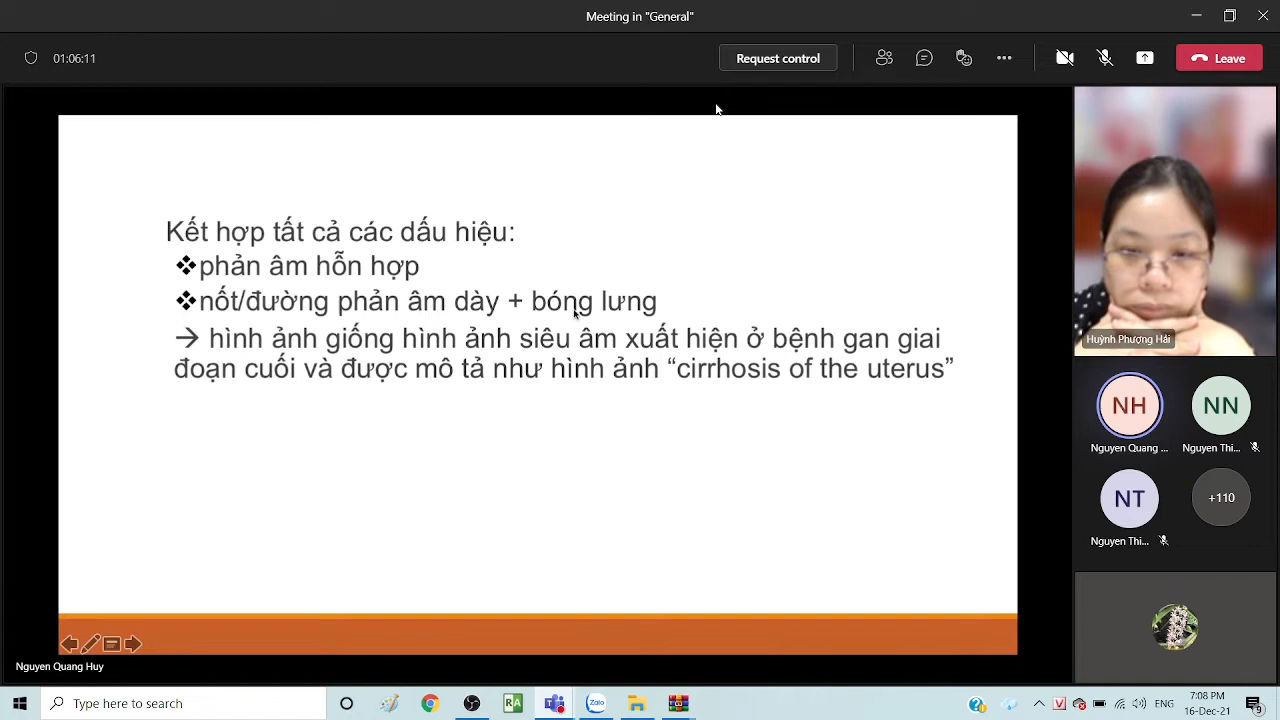 Meeting in "General"
01:06:11
Request control
Leave
Kết hợp tất cả các dấu hiệu:
❖phản âm hỗn hợp
❖nốt/đường phản âm dày + bóng lưng
→ hình ảnh giống hình ảnh siêu âm xuất hiện ở bệnh gan giai
đoạn cuối và được mô tả như hình ảnh “cirrhosis of the uterus”
Huỳnh Phượng Hải
NH
NN
Nguyen Quang ...
Nguyen Thi...
NT
+110
Nguyen Thi...
Nguyen Quang Huy
Type here to search
RA
Zalo
V
ENG
7:08 PM
16-Dec-21
9